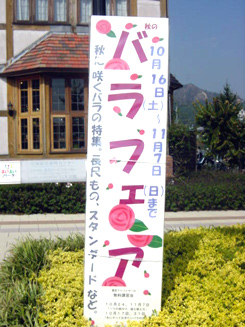 秋の
バラフェア
10月16日(土)～11月7日(日)まで
秋に咲くバラの特集、長尺もの、スタンダードなど。